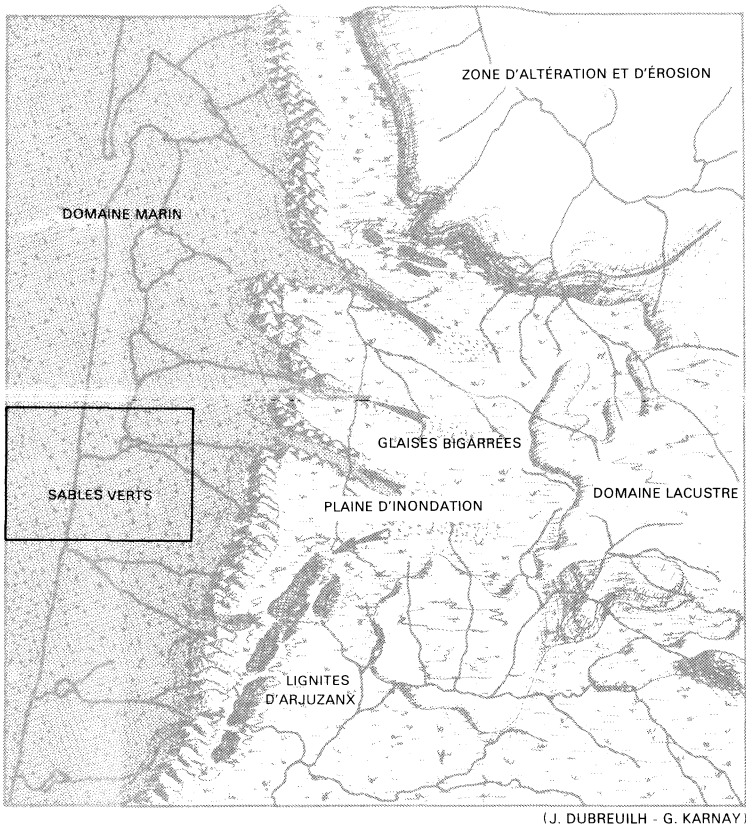 ZONE D'ALTÉRATION ET D'ÉROSION
DOMAINE MARIN
GLAISES BIGARRÉES
SABLES VERTS
DOMAINE LACUSTRE
PLAINE D'INONDATION
LIGNITES
D'ARJUZANX
(J. DUBREUILH - G. KARNAY)